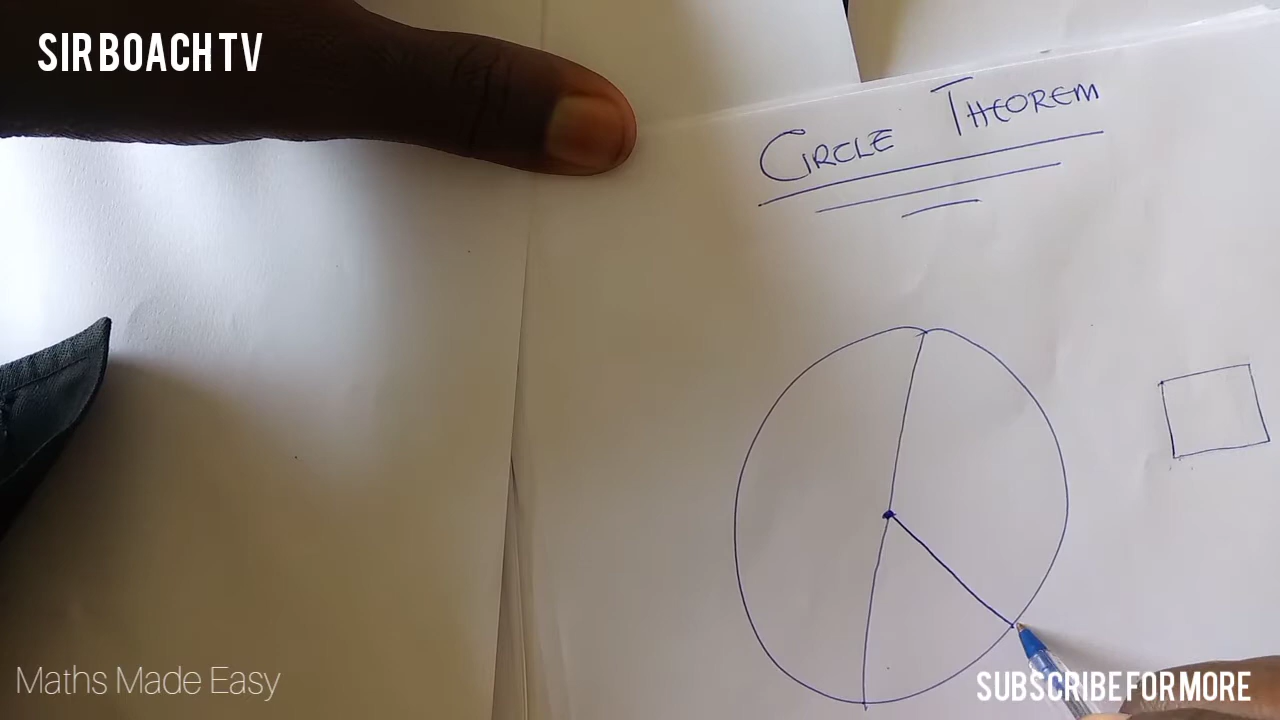 SIR BOACH TV
CIRCLE THEOREM
Maths Made Easy
SUBSCRIBE FOR MORE